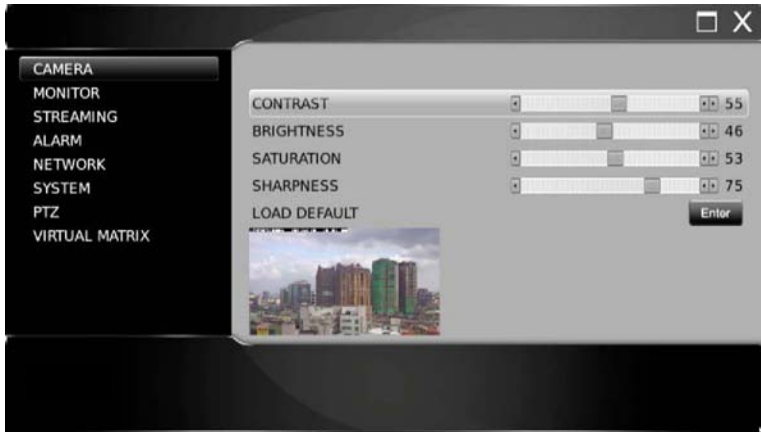 X
CAMERA
MONITOR
STREAMING
ALARM
NETWORK
SYSTEM
PTZ
VIRTUAL MATRIX
CONTRAST 55
BRIGHTNESS 46
SATURATION 53
SHARPNESS 75
LOAD DEFAULT Enter